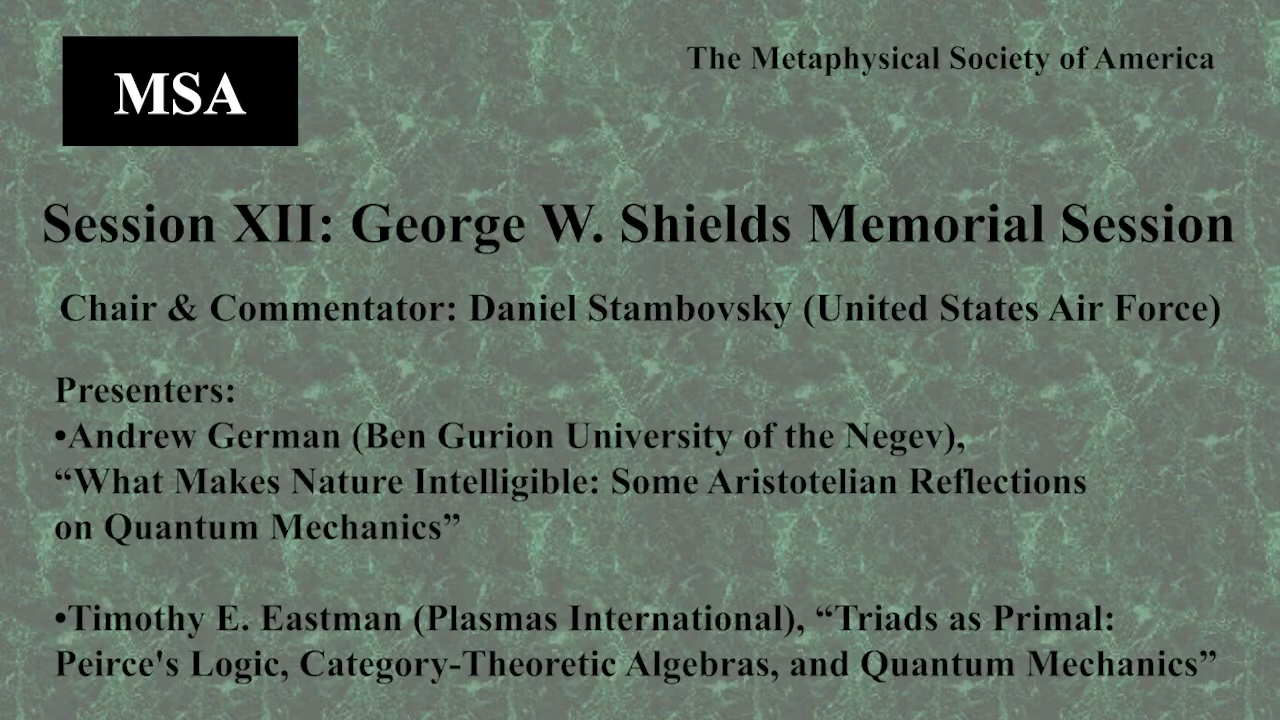 MSA
The Metaphysical Society of America
Session XII: George W. Shields Memorial Session
Chair & Commentator: Daniel Stambovsky (United States Air Force)
Presenters:
•Andrew German (Ben Gurion University of the Negev),
“What Makes Nature Intelligible: Some Aristotelian Reflections
on Quantum Mechanics”
•Timothy E. Eastman (Plasmas International), “Triads as Primal:
Peirce's Logic, Category-Theoretic Algebras, and Quantum Mechanics”